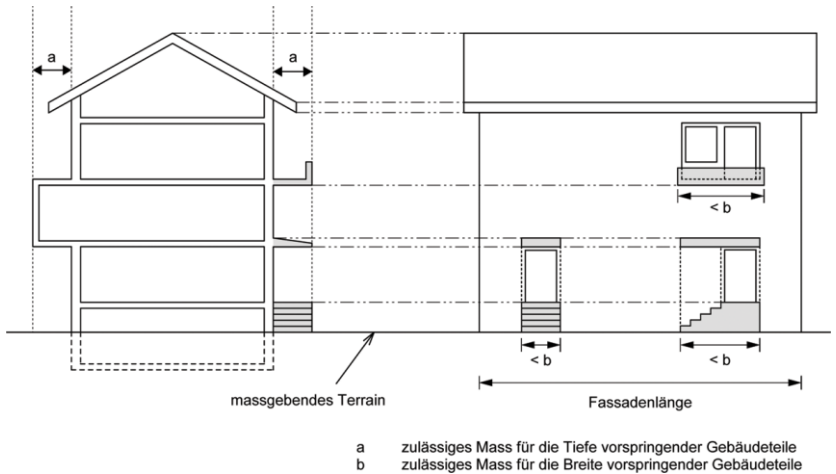 a
a
< b
< b
< b
massgebendes Terrain
Fassadenlänge
a zulässiges Mass für die Tiefe vorspringender Gebäudeteile
b zulässiges Mass für die Breite vorspringender Gebäudeteile